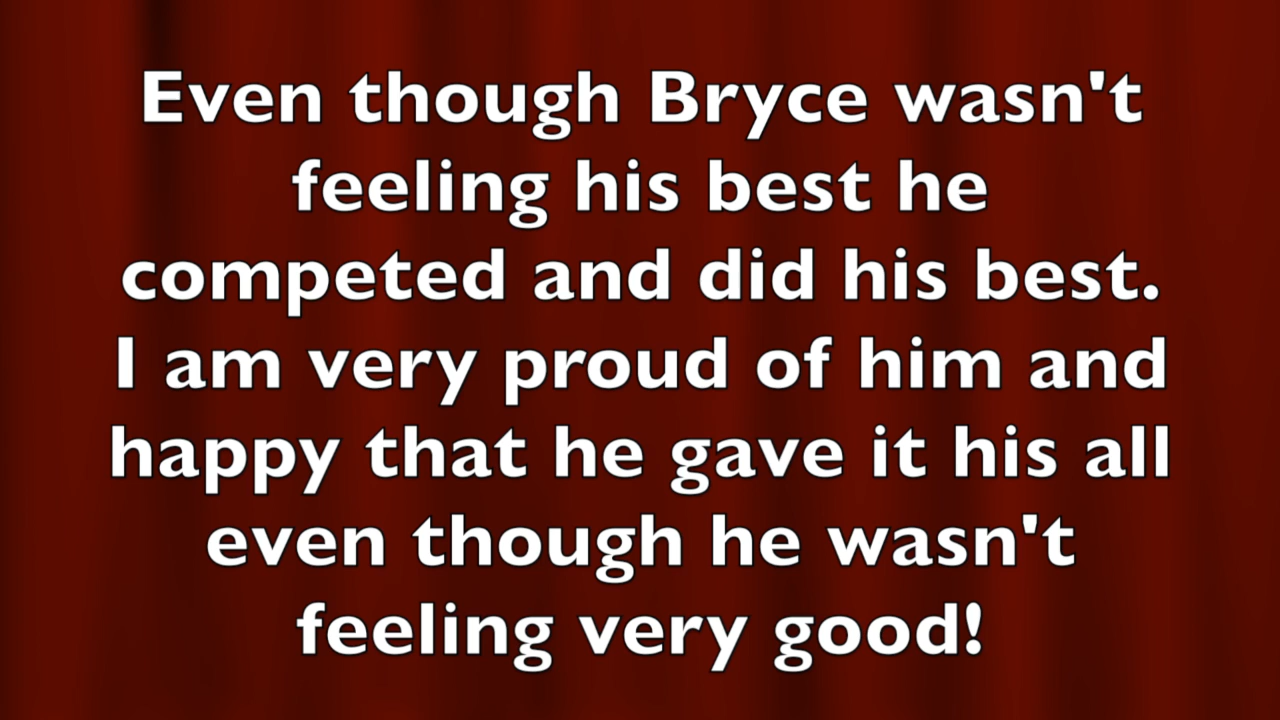 Even though Bryce wasn't
feeling his best he
competed and did his best.
I am very proud of him and
happy that he gave it his all
even though he wasn't
feeling very good!